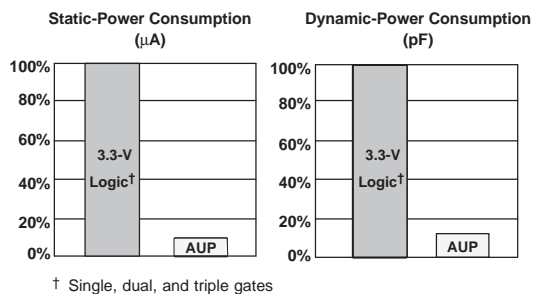 Static-Power Consumption
(μA)
100%
80%
60%
40%
20%
0%
3.3-V
Logic†
AUP
Dynamic-Power Consumption
(pF)
100%
80%
60%
40%
20%
0%
3.3-V
Logic†
AUP
† Single, dual, and triple gates